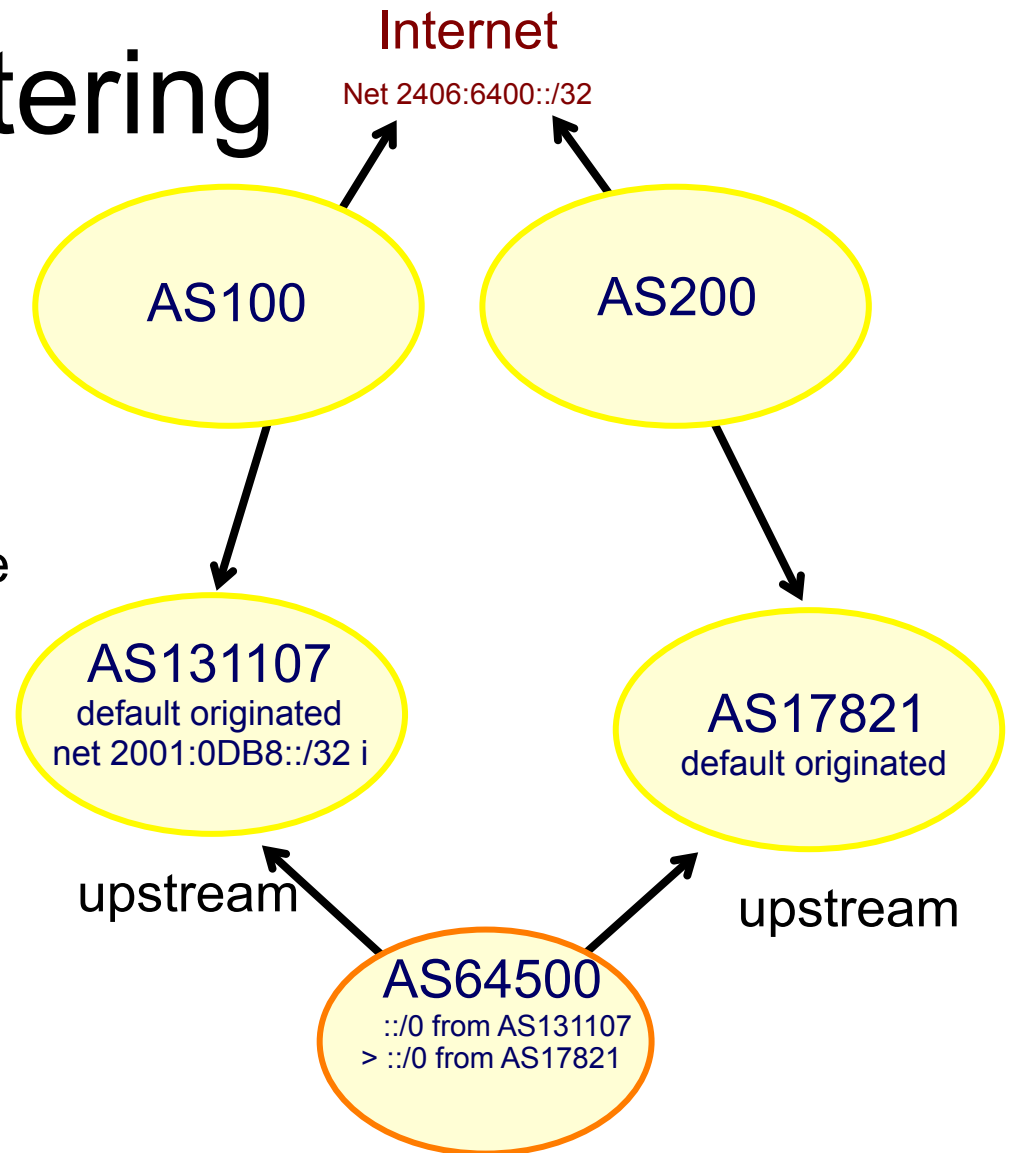 Internet
tering
Net 2406:6400::/32
AS100
AS200
e
AS131107
default originated
net 2001:0DB8::/32 i
AS17821
default originated
upstream
upstream
AS64500
::/0 from AS131107
> ::/0 from AS17821